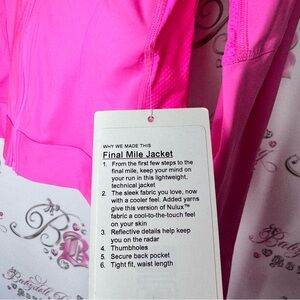 WHY WE MADE THIS
Final Mile Jacket
1. From the first few steps to the
final mile, keep your mind on
your run in this lightweight,
technical jacket
2. The sleek fabric you love, now
with a cooler feel. Added yarns
give this version of Nulux™
fabric a cool-to-the-touch feel
on your skin
3. Reflective details help keep
you on the radar
4. Thumbholes
5. Secure back pocket
6. Tight fit, waist length